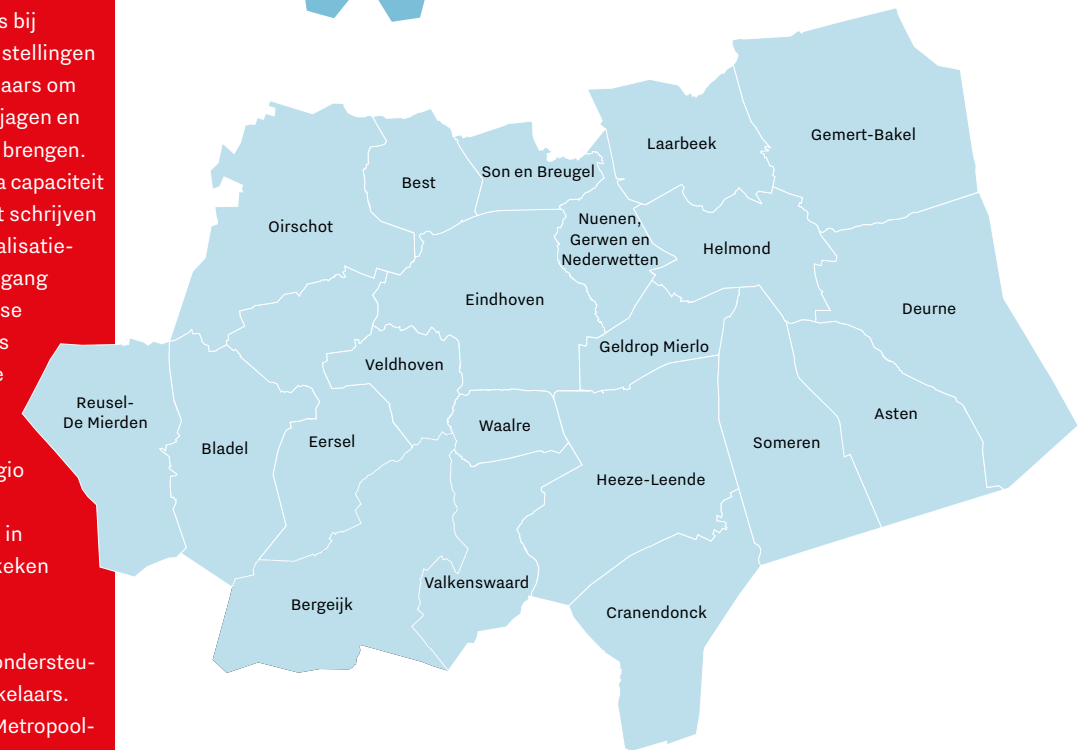 s bij
stellingen
aars om
jagen en
brengen.
a capaciteit
t schrijven
alisatie-
gang
se
s
e
gio
in
eken
ondersteu-
kelaars.
Metropool-
Gemert-Bakel
Laarbeek
Son en Breugel
Best
Oirschot
Nuenen,
Gerwen en
Nederwetten
Helmond
Eindhoven
Deurne
Geldrop Mierlo
Veldhoven
Reusel-
De Mierden
Asten
Waalre
Eersel
Someren
Bladel
Heeze-Leende
Valkenswaard
Bergeijk
Cranendonck